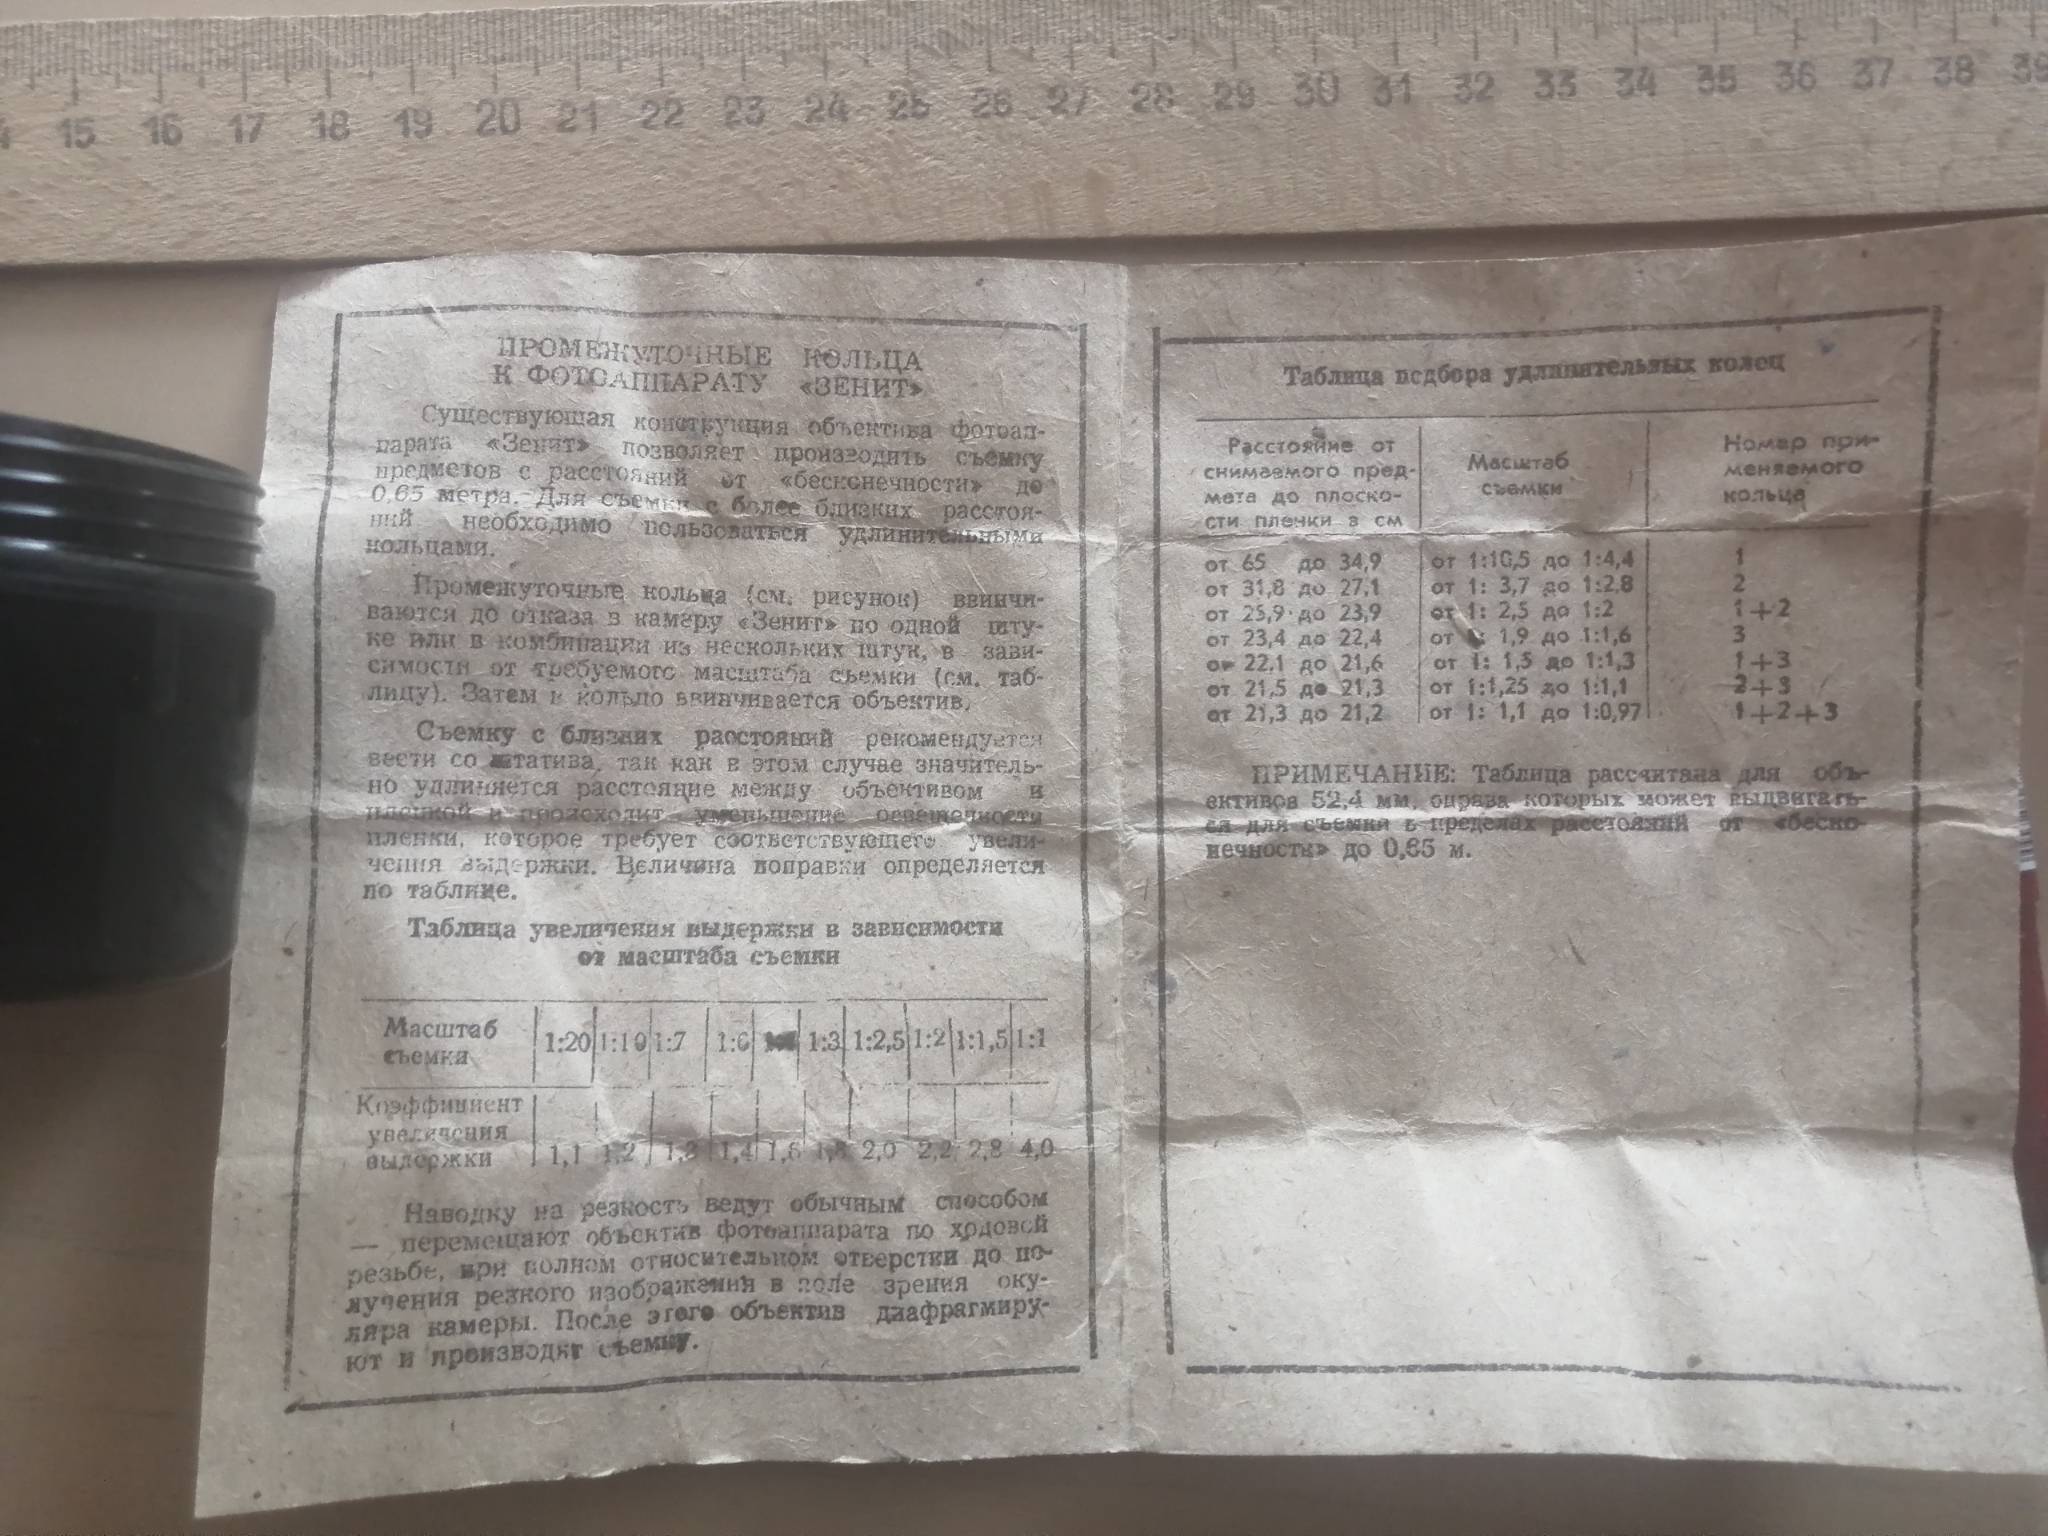 15 16 17 18 19 20 21 22 23 24 25 26 27 28 29 30 31 32 33 34 35 36 37 38 39
ПРОМЕЖУТОЧНЫЕ КОЛЬЦА
К ФОТОАППАРАТУ «ЗЕНИТ»
Существующая конструкция объектива фотоап-
парата «Зенит» позволяет производить съемку
предметов с расстояний от «бесконечности» до
0,65 метра. Для съемки с более близких расстоя-
ний необходимо пользоваться удлинительными
кольцами.
Промежуточные кольца (см. рисунок) ввинчи-
ваются до отказа в камеру «Зенит» по одной шту-
ке или в комбинации из нескольких штук, в зави-
симости от требуемого масштаба съемки (см. таб-
лицу). Затем в кольцо ввинчивается объектив.
Съемку с близких расстояний рекомендуется
вести со штатива, так как в этом случае значитель-
но удлиняется расстояние между объективом и
пленкой и происходит уменьшение освещенности
пленки, которое требует соответствующего увели-
чения выдержки. Величина поправки определяется
по таблице.
Таблица увеличения выдержки в зависимости
от масштаба съемки
Масштаб съемки 1:20 1:10 1:7 1:6 1:3 1:2,5 1:2 1:1,5 1:1
Коэффициент
увеличения
выдержки 1,1 1,2 1,3 1,4 1,6 1,8 2,0 2,2 2,8 4,0
Наводку на резкость ведут обычным способом
— перемещают объектив фотоаппарата по ходовой
резьбе, при полном относительном отверстии до по-
лучения резкого изображения в поле зрения оку-
ляра камеры. После этого объектив диафрагмиру-
ют и производят съемку.
Таблица подбора удлинительных колец
Расстояние от
снимаемого пред-
мета до плоско-
сти пленки в см
Масштаб
съемки
Номер при-
меняемого
кольца
от 65 до 34,9 от 1:10,5 до 1:4,4 1
от 31,8 до 27,1 от 1: 3,7 до 1:2,8 2
от 25,9 до 23,9 от 1: 2,5 до 1:2 1+2
от 23,4 до 22,4 от 1: 1,9 до 1:1,6 3
от 22,1 до 21,6 от 1: 1,5 до 1:1,3 1+3
от 21,5 до 21,3 от 1:1,25 до 1:1,1 2+3
от 21,3 до 21,2 от 1: 1,1 до 1:0,97 1+2+3
ПРИМЕЧАНИЕ: Таблица рассчитана для объ-
ективов 52,4 мм, оправа которых может выдвигать-
ся для съемки в пределах расстояний от «беско-
нечности» до 0,65 м.